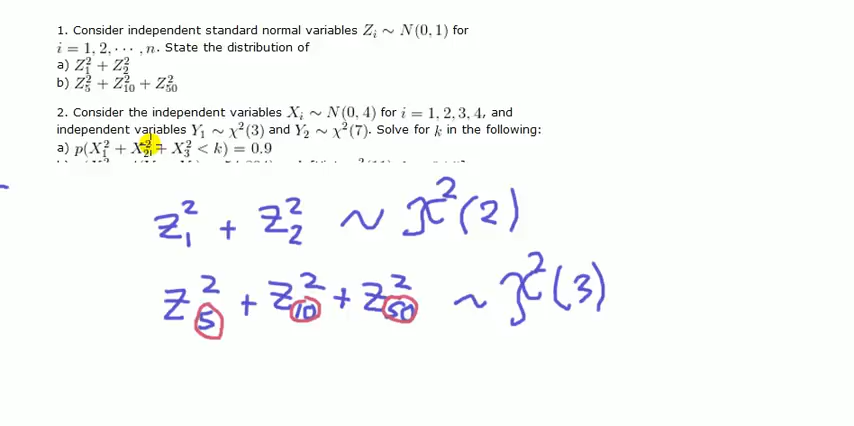 1. Consider independent standard normal variables Z_i ∼ N(0, 1) for
i = 1, 2, ⋯ , n. State the distribution of
a) Z_1^2 + Z_2^2
b) Z_5^2 + Z_10^2 + Z_50^2
2. Consider the independent variables X_i ∼ N(0, 4) for i = 1, 2, 3, 4, and
independent variables Y_1 ∼ χ^2(3) and Y_2 ∼ χ^2(7). Solve for k in the following:
a) p(X_1^2 + X_2^2 + X_3^2 < k) = 0.9
Z_1^2 + Z_2^2 ∼ χ^2(2)
Z_5^2 + Z_10^2 + Z_50^2 ∼ χ^2(3)